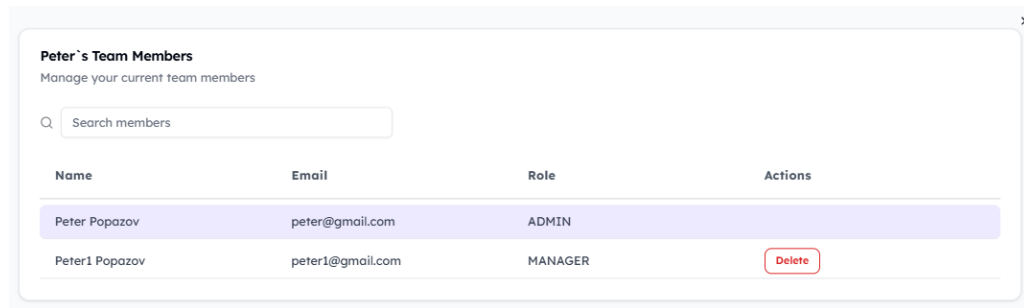 Peter`s Team Members
Manage your current team members
Search members
Name Email Role Actions
Peter Popazov peter@gmail.com ADMIN
Peter1 Popazov peter1@gmail.com MANAGER Delete